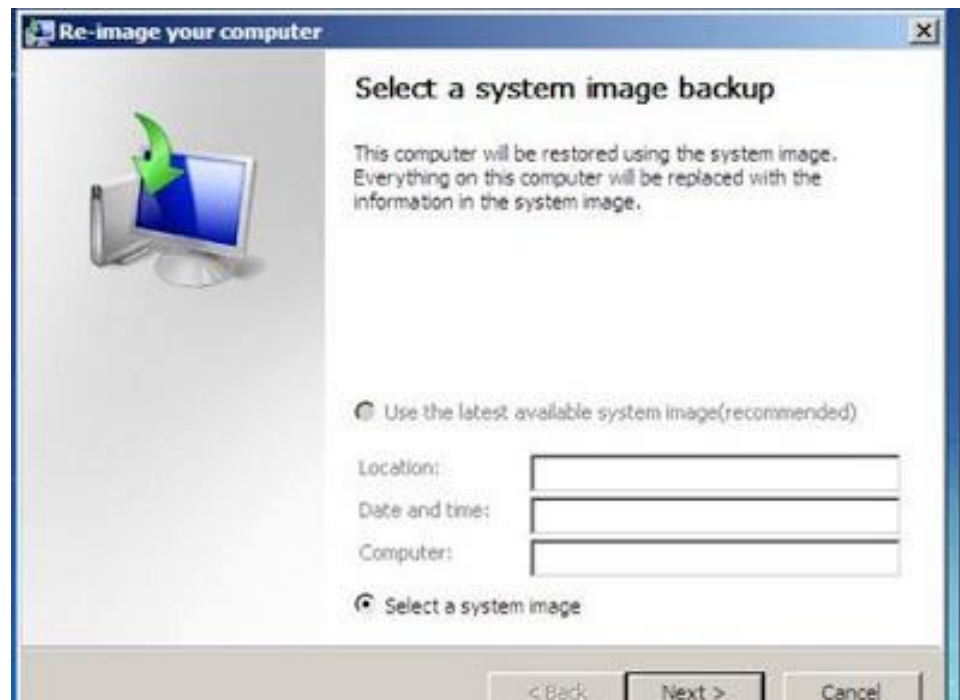 Re-image your computer
Select a system image backup
This computer will be restored using the system image.
Everything on this computer will be replaced with the
information in the system image.
Use the latest available system image(recommended)
Location:
Date and time:
Computer:
Select a system image
< Back
Next >
Cancel